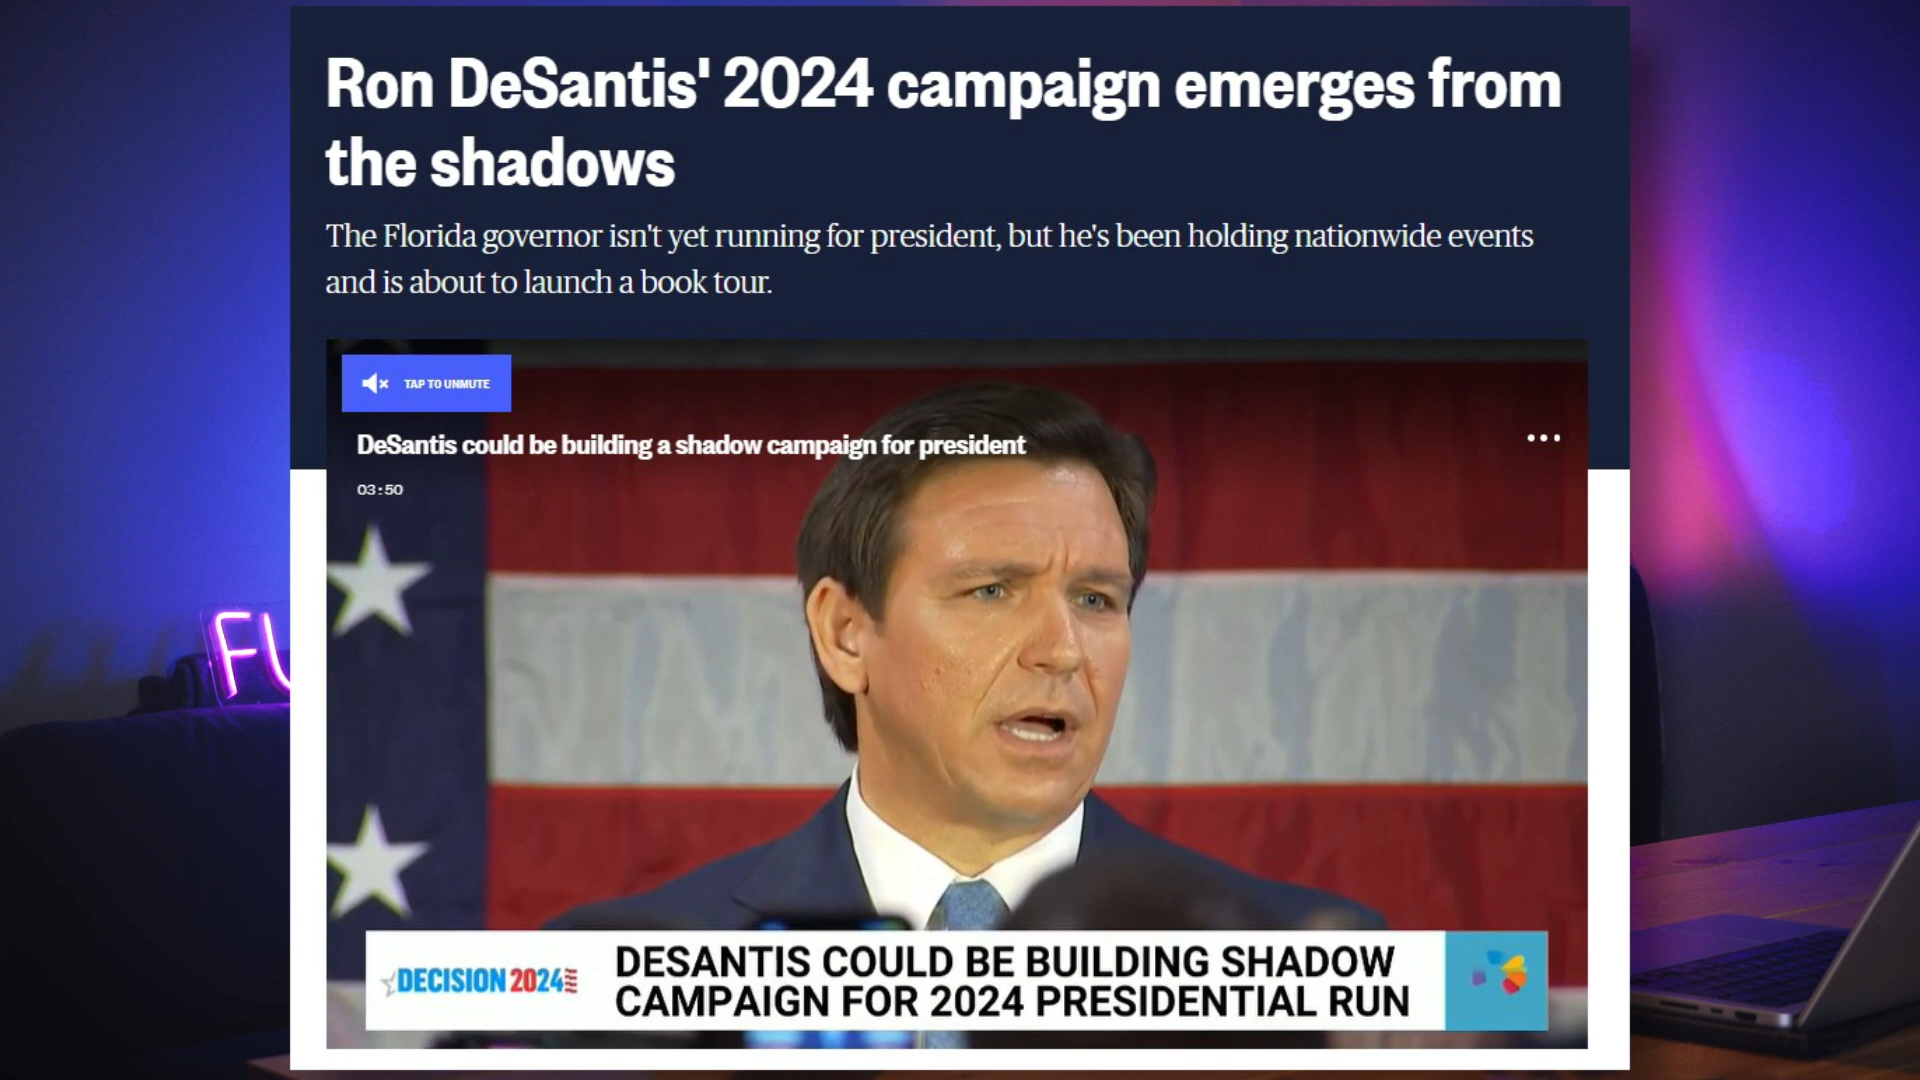 Ron DeSantis' 2024 campaign emerges from
the shadows
The Florida governor isn't yet running for president, but he's been holding nationwide events
and is about to launch a book tour.
TAP TO UNMUTE
DeSantis could be building a shadow campaign for president
03:50
FU
DECISION 2024
DESANTIS COULD BE BUILDING SHADOW
CAMPAIGN FOR 2024 PRESIDENTIAL RUN